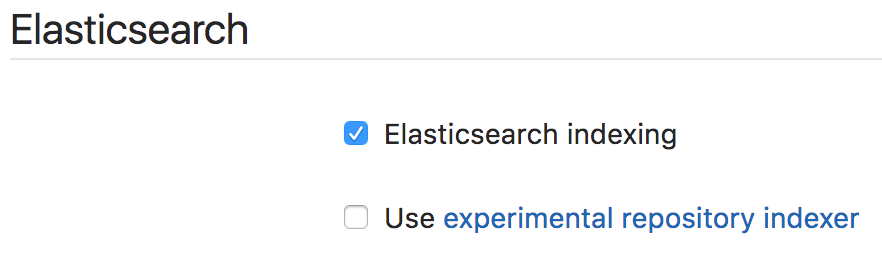 Elasticsearch
Elasticsearch indexing
Use experimental repository indexer